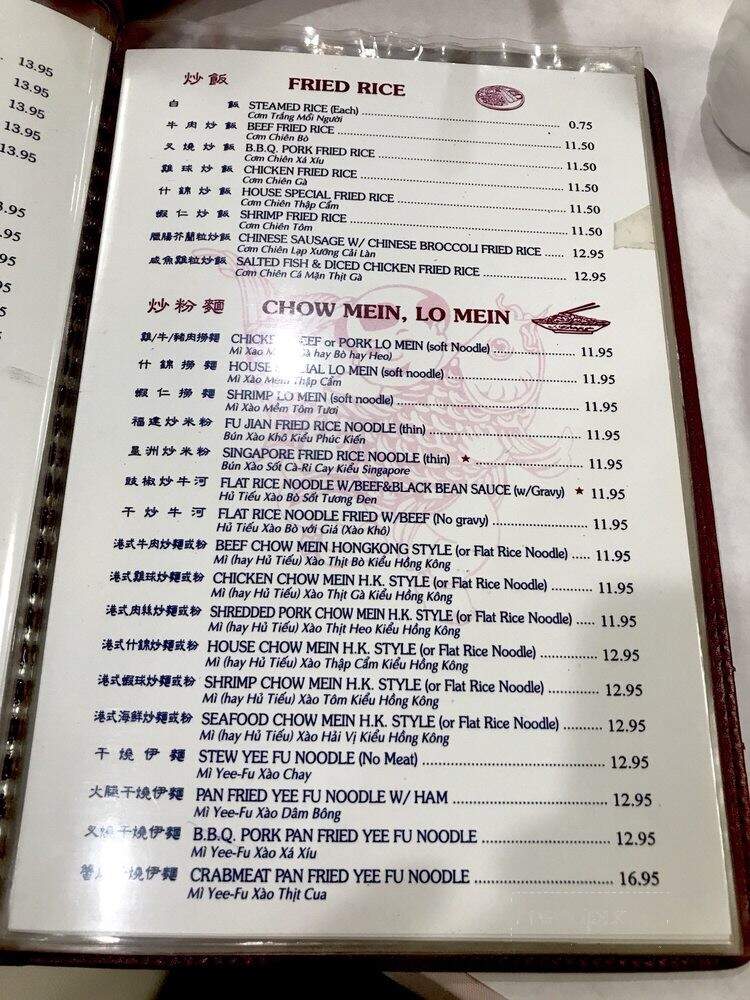 13.95
13.95
13.95
13.95
13.95
炒飯 FRIED RICE
白飯 STEAMED RICE (Each) 0.75
Cơm Trắng Mỗi Người
牛肉炒飯 BEEF FRIED RICE 11.50
Cơm Chiên Bò
叉燒炒飯 B.B.Q. PORK FRIED RICE 11.50
Cơm Chiên Xá Xíu
雞球炒飯 CHICKEN FRIED RICE 11.50
Cơm Chiên Gà
什錦炒飯 HOUSE SPECIAL FRIED RICE 11.50
Cơm Chiên Thập Cẩm
蝦仁炒飯 SHRIMP FRIED RICE 11.50
Cơm Chiên Tôm
臘腸芥蘭粒炒飯 CHINESE SAUSAGE W/ CHINESE BROCCOLI FRIED RICE 12.95
Cơm Chiên Lạp Xưởng Cải Làn
咸魚雞粒炒飯 SALTED FISH & DICED CHICKEN FRIED RICE 12.95
Cơm Chiên Cá Mặn Thịt Gà
炒粉麵 CHOW MEIN, LO MEIN
雞/牛/豬肉撈麵 BEEF or PORK LO MEIN (soft Noodle) 11.95
Mì Xào hay Bò hay Heo)
什錦撈麵 HOUSE LO MEIN (soft noodle) 11.95
Mì Xào Mềm Thập Cẩm
蝦仁撈麵 SHRIMP LO MEIN (soft noodle) 11.95
Mì Xào Mềm Tôm Tươi
福建炒米粉 FU JIAN FRIED RICE NOODLE (thin) 11.95
Bún Xào Khô Kiểu Phúc Kiến
星洲炒米粉 SINGAPORE FRIED RICE NOODLE (thin) ★ 11.95
Bún Xào Sốt Cà-Ri Cay Kiểu Singapore
豉椒炒牛河 FLAT RICE NOODLE W/BEEF&BLACK BEAN SAUCE (w/Gravy) ★ 11.95
Hủ Tiếu Xào Bò Sốt Tương Đen
干炒牛河 FLAT RICE NOODLE FRIED W/BEEF (No gravy) 11.95
Hủ Tiếu Xào Bò với Giá (Xào Khô)
港式牛肉炒麵或粉 BEEF CHOW MEIN HONGKONG STYLE (or Flat Rice Noodle) 11.95
Mì (hay Hủ Tiếu) Xào Thịt Bò Kiểu Hồng Kông
港式雞球炒麵或粉 CHICKEN CHOW MEIN H.K. STYLE (or Flat Rice Noodle) 11.95
Mì (hay Hủ Tiếu) Xào Thịt Gà Kiểu Hồng Kông
港式肉絲炒麵或粉 SHREDDED PORK CHOW MEIN H.K. STYLE (or Flat Rice Noodle) 11.95
Mì (hay Hủ Tiếu) Xào Thịt Heo Kiểu Hồng Kông
港式什錦炒麵或粉 HOUSE CHOW MEIN H.K. STYLE (or Flat Rice Noodle) 12.95
Mì (hay Hủ Tiếu) Xào Thập Cẩm Kiểu Hồng Kông
港式蝦球炒麵或粉 SHRIMP CHOW MEIN H.K. STYLE (or Flat Rice Noodle) 12.95
Mì (hay Hủ Tiếu) Xào Tôm Kiểu Hồng Kông
港式海鮮炒麵或粉 SEAFOOD CHOW MEIN H.K. STYLE (or Flat Rice Noodle) 12.95
Mì (hay Hủ Tiếu) Xào Hải Vị Kiểu Hồng Kông
干燒伊麵 STEW YEE FU NOODLE (No Meat) 12.95
Mì Yee-Fu Xào Chay
火腿干燒伊麵 PAN FRIED YEE FU NOODLE W/ HAM 12.95
Mì Yee-Fu Xào Dâm Bông
叉燒干燒伊麵 B.B.Q. PORK PAN FRIED YEE FU NOODLE 12.95
Mì Yee-Fu Xào Xá Xíu
燒伊麵 CRABMEAT PAN FRIED YEE FU NOODLE 16.95
Mì Yee-Fu Xào Thịt Cua